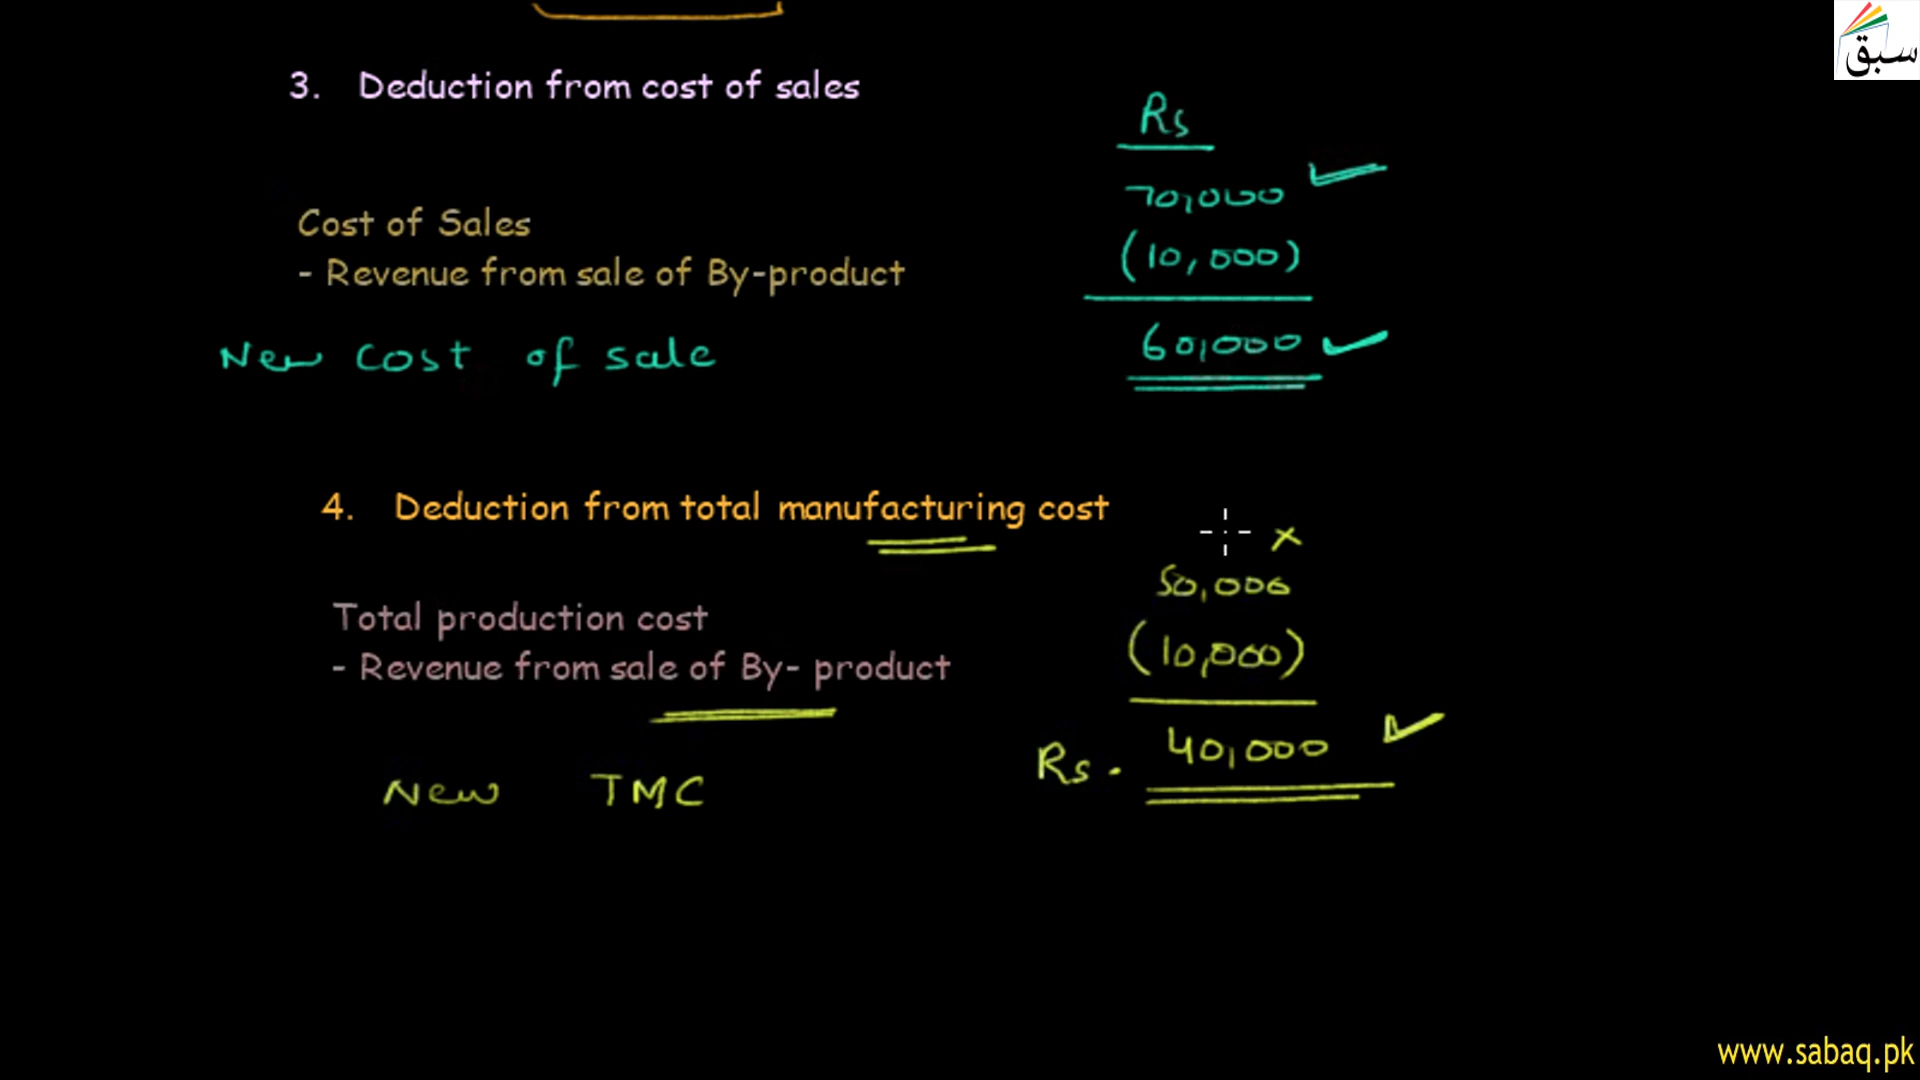 سبق
3. Deduction from cost of sales
Rs
Cost of Sales 70,000
- Revenue from sale of By-product (10,000)
New cost of sale 60,000
4. Deduction from total manufacturing cost
x
Total production cost 50,000
- Revenue from sale of By- product (10,000)
New TMC Rs. 40,000
www.sabaq.pk